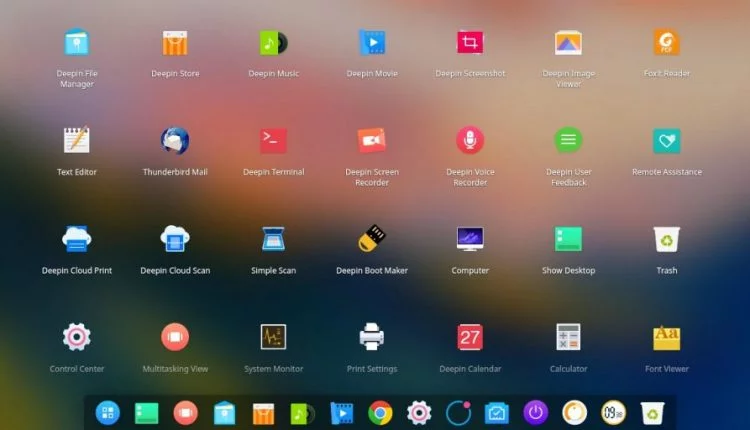 Deepin File
Manager
Deepin Store
Deepin Music
Deepin Movie
Deepin Screenshot
Deepin Image
Viewer
PDF
Foxit Reader
Text Editor
Thunderbird Mail
>_
Deepin Terminal
Deepin Screen
Recorder
Deepin Voice
Recorder
Deepin User
Feedback
Remote Assistance
Deepin Cloud Print
Deepin Cloud Scan
Simple Scan
Deepin Boot Maker
Computer
Show Desktop
Trash
Control Center
Multitasking View
System Monitor
Print Settings
27
Deepin Calendar
Calculator
Aa
Font Viewer